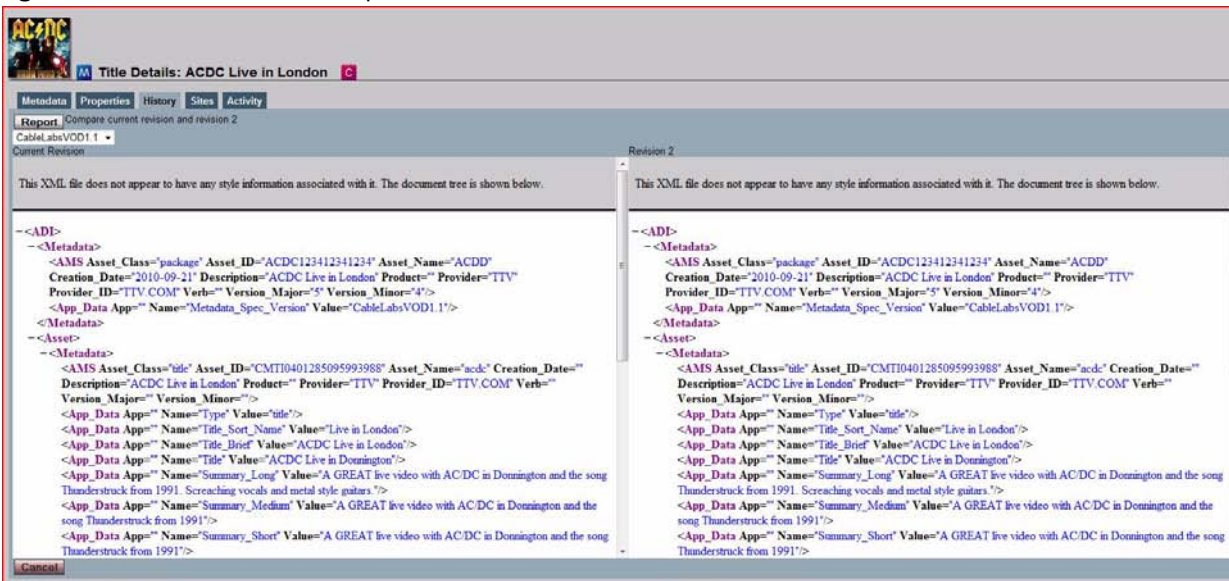 AC⚡DC
M Title Details: ACDC Live in London C
Metadata Properties History Sites Activity
Report Compare current revision and revision 2
CableLabsVOD1.1
Current Revision
This XML file does not appear to have any style information associated with it. The document tree is shown below.
−<ADI>
−<Metadata>
<AMS Asset_Class="package" Asset_ID="ACDC123412341234" Asset_Name="ACDD"
Creation_Date="2010-09-21" Description="ACDC Live in London" Product="" Provider="TTV"
Provider_ID="TTV.COM" Verb="" Version_Major="5" Version_Minor="4"/>
<App_Data App="" Name="Metadata_Spec_Version" Value="CableLabsVOD1.1"/>
</Metadata>
−<Asset>
−<Metadata>
<AMS Asset_Class="title" Asset_ID="CMTI0401285095993988" Asset_Name="acdc" Creation_Date=""
Description="ACDC Live in London" Product="" Provider="TTV" Provider_ID="TTV.COM" Verb=""
Version_Major="" Version_Minor=""/>
<App_Data App="" Name="Type" Value="title"/>
<App_Data App="" Name="Title_Sort_Name" Value="Live in London"/>
<App_Data App="" Name="Title_Brief" Value="ACDC Live in London"/>
<App_Data App="" Name="Title" Value="ACDC Live in Donnington"/>
<App_Data App="" Name="Summary_Long" Value="A GREAT live video with AC/DC in Donnington and the song
Thunderstruck from 1991. Screaching vocals and metal style guitars."/>
<App_Data App="" Name="Summary_Medium" Value="A GREAT live video with AC/DC in Donnington and the
song Thunderstruck from 1991"/>
<App_Data App="" Name="Summary_Short" Value="A GREAT live video with AC/DC in Donnington and the song
Thunderstruck from 1991"/>
Revision 2
This XML file does not appear to have any style information associated with it. The document tree is shown below.
−<ADI>
−<Metadata>
<AMS Asset_Class="package" Asset_ID="ACDC123412341234" Asset_Name="ACDD"
Creation_Date="2010-09-21" Description="ACDC Live in London" Product="" Provider="TTV"
Provider_ID="TTV.COM" Verb="" Version_Major="5" Version_Minor="4"/>
<App_Data App="" Name="Metadata_Spec_Version" Value="CableLabsVOD1.1"/>
</Metadata>
−<Asset>
−<Metadata>
<AMS Asset_Class="title" Asset_ID="CMTI0401285095993988" Asset_Name="acdc" Creation_Date=""
Description="ACDC Live in London" Product="" Provider="TTV" Provider_ID="TTV.COM" Verb=""
Version_Major="" Version_Minor=""/>
<App_Data App="" Name="Type" Value="title"/>
<App_Data App="" Name="Title_Sort_Name" Value="Live in London"/>
<App_Data App="" Name="Title_Brief" Value="ACDC Live in London"/>
<App_Data App="" Name="Title" Value="ACDC Live in Donnington"/>
<App_Data App="" Name="Summary_Long" Value="A GREAT live video with AC/DC in Donnington and the song
Thunderstruck from 1991. Screaching vocals and metal style guitars."/>
<App_Data App="" Name="Summary_Medium" Value="A GREAT live video with AC/DC in Donnington and the
song Thunderstruck from 1991"/>
<App_Data App="" Name="Summary_Short" Value="A GREAT live video with AC/DC in Donnington and the song
Thunderstruck from 1991"/>
Cancel